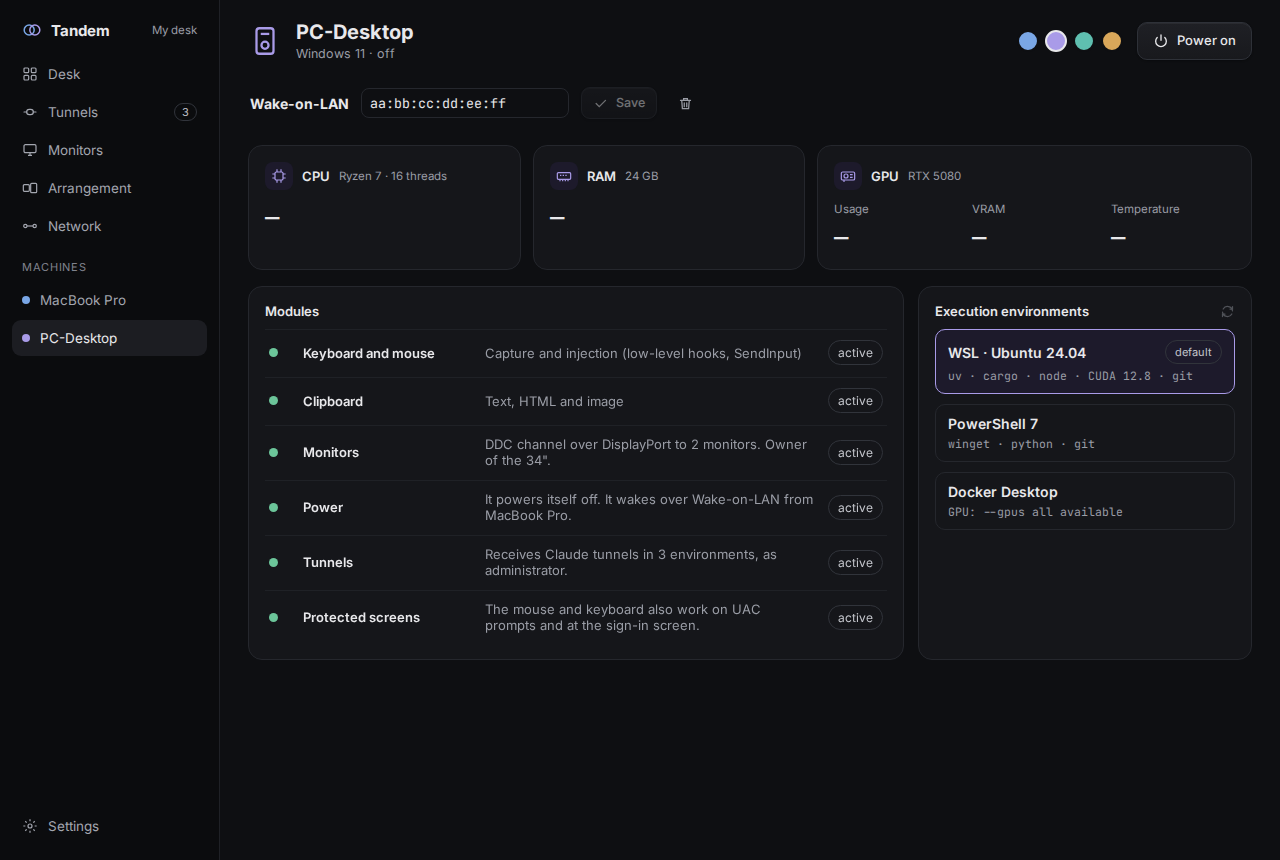 Tandem
My desk
Desk
Tunnels
3
Monitors
Arrangement
Network
MACHINES
MacBook Pro
PC-Desktop
Settings
PC-Desktop
Windows 11 · off
Power on
Wake-on-LAN
aa:bb:cc:dd:ee:ff
Save
CPU Ryzen 7 · 16 threads
—
RAM 24 GB
—
GPU RTX 5080
Usage VRAM Temperature
— — —
Modules
Keyboard and mouse Capture and injection (low-level hooks, SendInput) active
Clipboard Text, HTML and image active
Monitors DDC channel over DisplayPort to 2 monitors. Owner
of the 34". active
Power It powers itself off. It wakes over Wake-on-LAN from
MacBook Pro. active
Tunnels Receives Claude tunnels in 3 environments, as
administrator. active
Protected screens The mouse and keyboard also work on UAC
prompts and at the sign-in screen. active
Execution environments
WSL · Ubuntu 24.04 default
uv · cargo · node · CUDA 12.8 · git
PowerShell 7
winget · python · git
Docker Desktop
GPU: --gpus all available